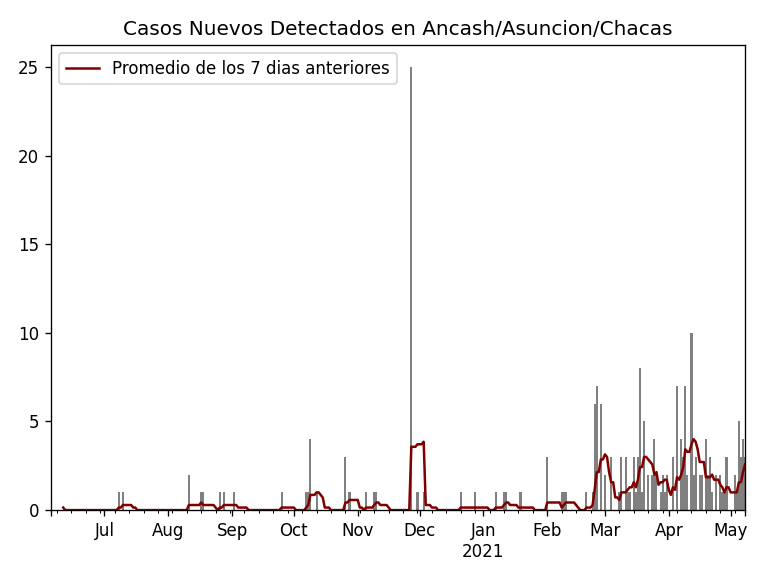 Casos Nuevos Detectados en Ancash/Asuncion/Chacas
Promedio de los 7 dias anteriores
25
20
15
10
5
0
Jul Aug Sep Oct Nov Dec Jan Feb Mar Apr May
2021